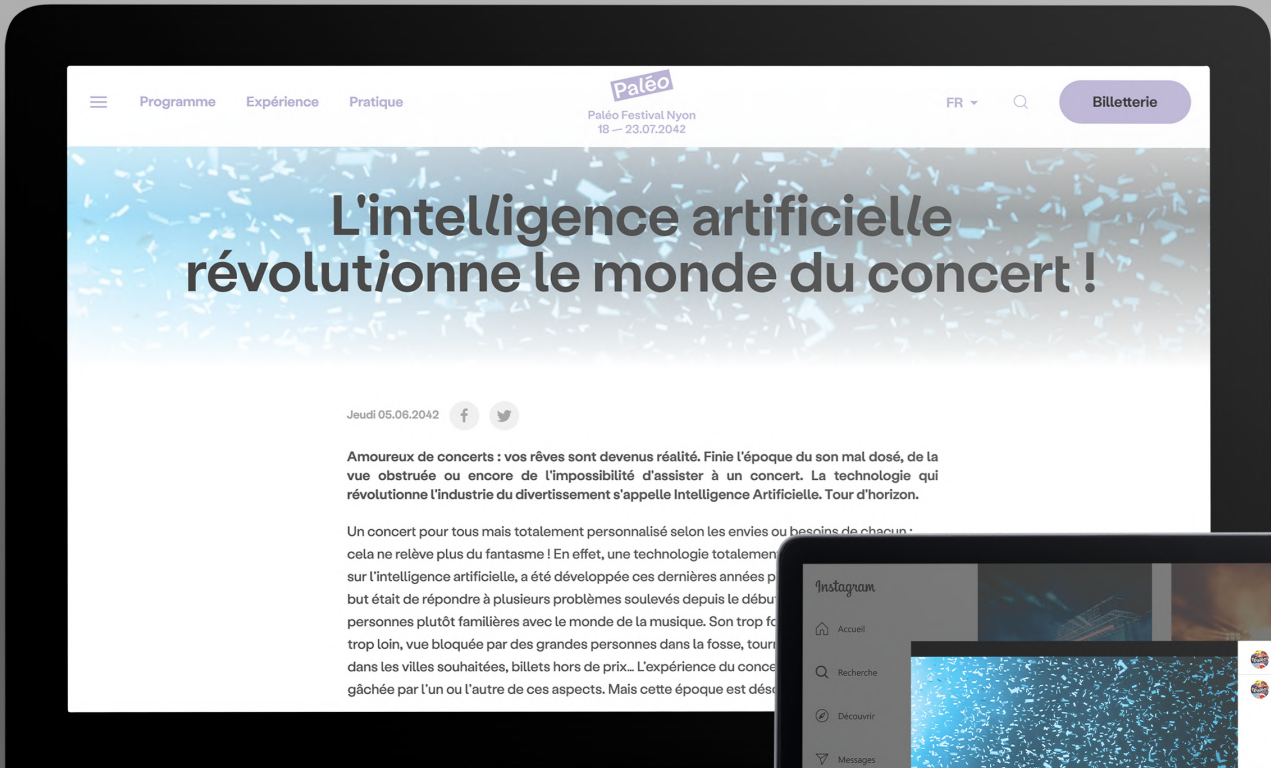 Programme Expérience Pratique
Paléo
Paléo Festival Nyon
18 — 23.07.2042
FR
Billetterie
L'intelligence artificielle
révolutionne le monde du concert !
Jeudi 05.06.2042
Amoureux de concerts : vos rêves sont devenus réalité. Finie l'époque du son mal dosé, de la
vue obstruée ou encore de l'impossibilité d'assister à un concert. La technologie qui
révolutionne l'industrie du divertissement s'appelle Intelligence Artificielle. Tour d'horizon.
Un concert pour tous mais totalement personnalisé selon les envies ou besoins de chacun :
cela ne relève plus du fantasme ! En effet, une technologie totalemen
sur l'intelligence artificielle, a été développée ces dernières années p
but était de répondre à plusieurs problèmes soulevés depuis le débu
personnes plutôt familières avec le monde de la musique. Son trop fo
trop loin, vue bloquée par des grandes personnes dans la fosse, tour
dans les villes souhaitées, billets hors de prix... L'expérience du conce
gâchée par l'un ou l'autre de ces aspects. Mais cette époque est déso
Instagram
Accueil
Recherche
Découvrir
Messages